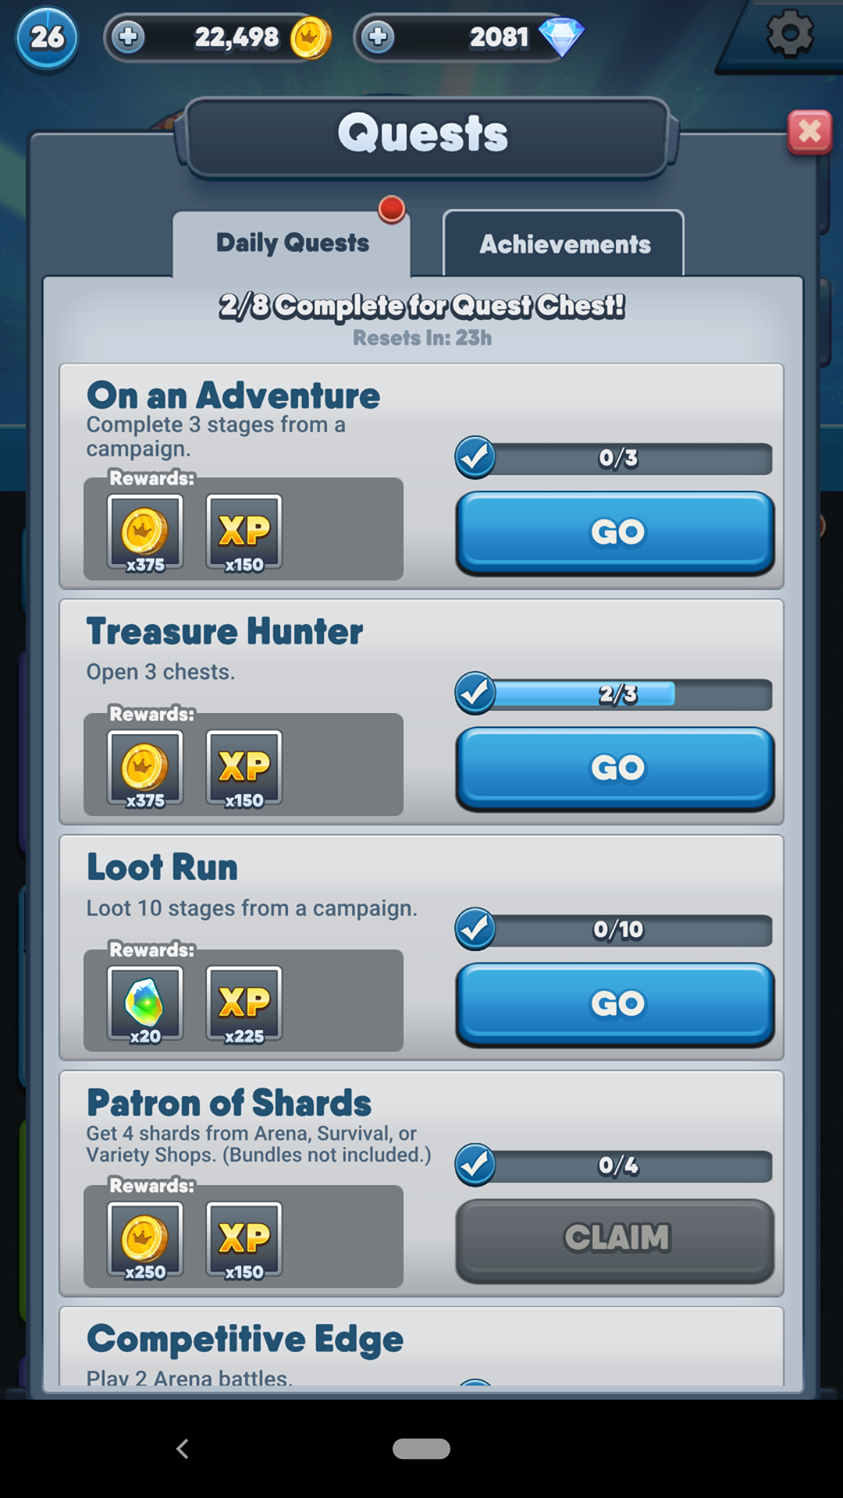 26
22,498
2081
Quests
Daily Quests
Achievements
2/8 Complete for Quest Chest!
Resets In: 23h
On an Adventure
Complete 3 stages from a
campaign.
0/3
Rewards:
XP
x375
x150
GO
Treasure Hunter
Open 3 chests.
2/3
Rewards:
XP
x375
x150
GO
Loot Run
Loot 10 stages from a campaign.
0/10
Rewards:
XP
x20
x225
GO
Patron of Shards
Get 4 shards from Arena, Survival, or
Variety Shops. (Bundles not included.)
0/4
Rewards:
XP
x250
x150
CLAIM
Competitive Edge
Play 2 Arena battles.